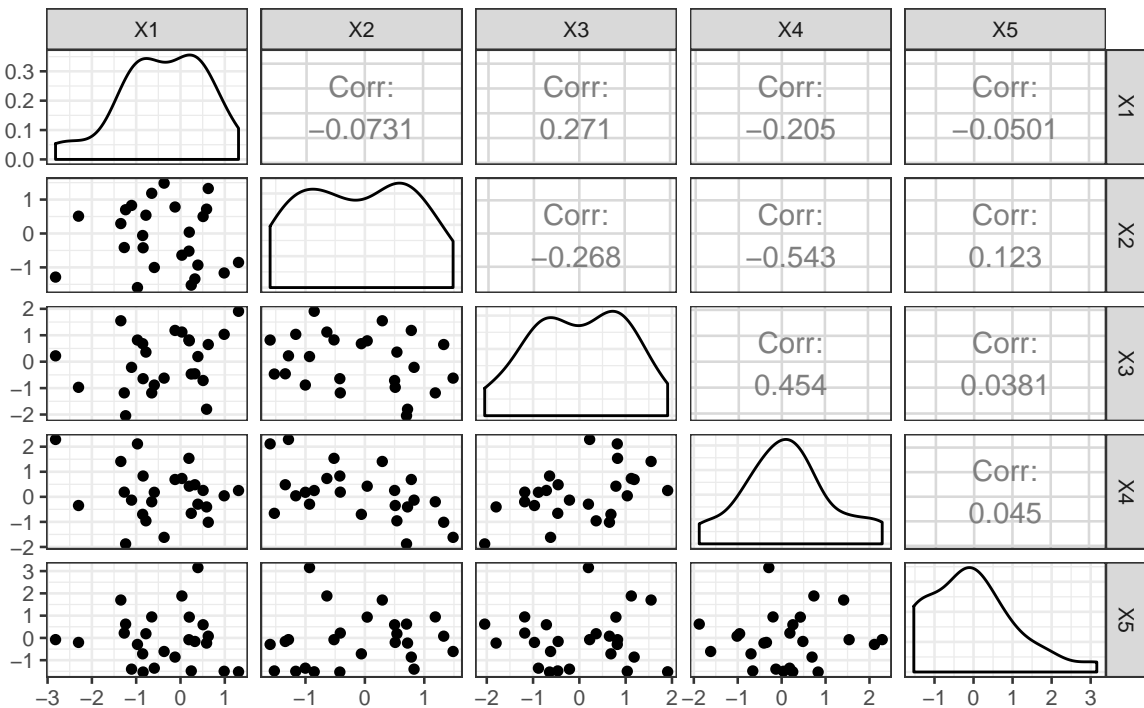 X1 X2 X3 X4 X5
0.3
0.2
0.1
0.0
Corr:
−0.0731
Corr:
0.271
Corr:
−0.205
Corr:
−0.0501
X1
1
0
−1
Corr:
−0.268
Corr:
−0.543
Corr:
0.123
X2
2
1
0
−1
−2
Corr:
0.454
Corr:
0.0381
X3
2
1
0
−1
−2
Corr:
0.045
X4
3
2
1
0
−1
X5
−3 −2 −1 0 1
−1 0 1
−2 −1 0 1 2
−2 −1 0 1 2
−1 0 1 2 3